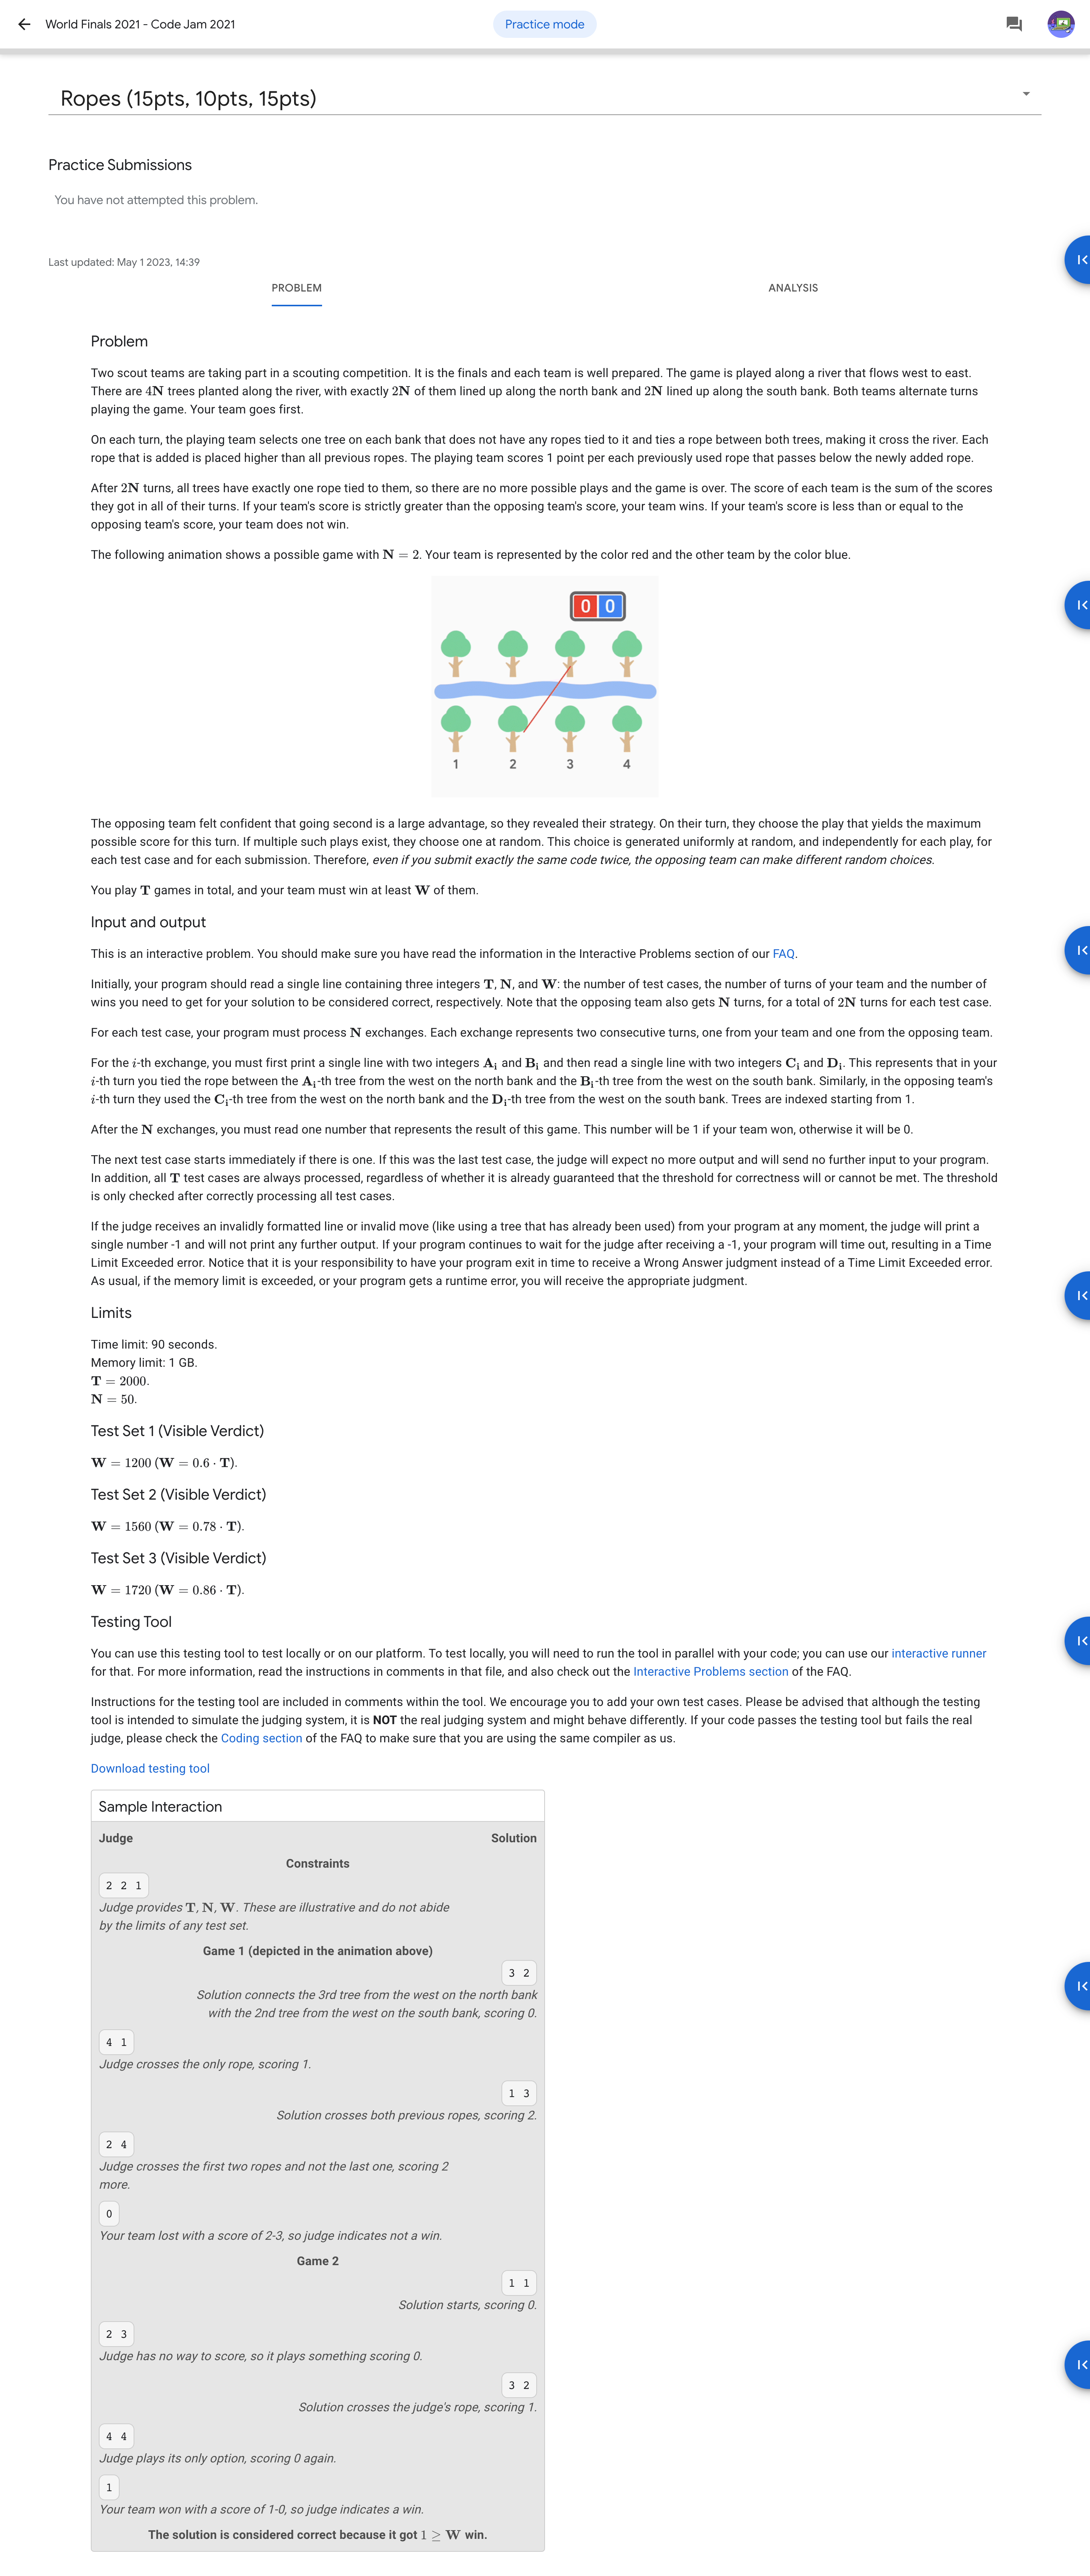 World Finals 2021 - Code Jam 2021
Practice mode
Ropes (15pts, 10pts, 15pts)
Practice Submissions
You have not attempted this problem.
Last updated: May 1 2023, 14:39
PROBLEM
ANALYSIS
Problem
Two scout teams are taking part in a scouting competition. It is the finals and each team is well prepared. The game is played along a river that flows west to east.
There are 4N trees planted along the river, with exactly 2N of them lined up along the north bank and 2N lined up along the south bank. Both teams alternate turns
playing the game. Your team goes first.
On each turn, the playing team selects one tree on each bank that does not have any ropes tied to it and ties a rope between both trees, making it cross the river. Each
rope that is added is placed higher than all previous ropes. The playing team scores 1 point per each previously used rope that passes below the newly added rope.
After 2N turns, all trees have exactly one rope tied to them, so there are no more possible plays and the game is over. The score of each team is the sum of the scores
they got in all of their turns. If your team's score is strictly greater than the opposing team's score, your team wins. If your team's score is less than or equal to the
opposing team's score, your team does not win.
The following animation shows a possible game with N = 2. Your team is represented by the color red and the other team by the color blue.
0 0
1 2 3 4
The opposing team felt confident that going second is a large advantage, so they revealed their strategy. On their turn, they choose the play that yields the maximum
possible score for this turn. If multiple such plays exist, they choose one at random. This choice is generated uniformly at random, and independently for each play, for
each test case and for each submission. Therefore, even if you submit exactly the same code twice, the opposing team can make different random choices.
You play T games in total, and your team must win at least W of them.
Input and output
This is an interactive problem. You should make sure you have read the information in the Interactive Problems section of our FAQ.
Initially, your program should read a single line containing three integers T, N, and W: the number of test cases, the number of turns of your team and the number of
wins you need to get for your solution to be considered correct, respectively. Note that the opposing team also gets N turns, for a total of 2N turns for each test case.
For each test case, your program must process N exchanges. Each exchange represents two consecutive turns, one from your team and one from the opposing team.
For the i-th exchange, you must first print a single line with two integers Ai and Bi and then read a single line with two integers Ci and Di. This represents that in your
i-th turn you tied the rope between the Ai-th tree from the west on the north bank and the Bi-th tree from the west on the south bank. Similarly, in the opposing team's
i-th turn they used the Ci-th tree from the west on the north bank and the Di-th tree from the west on the south bank. Trees are indexed starting from 1.
After the N exchanges, you must read one number that represents the result of this game. This number will be 1 if your team won, otherwise it will be 0.
The next test case starts immediately if there is one. If this was the last test case, the judge will expect no more output and will send no further input to your program.
In addition, all T test cases are always processed, regardless of whether it is already guaranteed that the threshold for correctness will or cannot be met. The threshold
is only checked after correctly processing all test cases.
If the judge receives an invalidly formatted line or invalid move (like using a tree that has already been used) from your program at any moment, the judge will print a
single number -1 and will not print any further output. If your program continues to wait for the judge after receiving a -1, your program will time out, resulting in a Time
Limit Exceeded error. Notice that it is your responsibility to have your program exit in time to receive a Wrong Answer judgment instead of a Time Limit Exceeded error.
As usual, if the memory limit is exceeded, or your program gets a runtime error, you will receive the appropriate judgment.
Limits
Time limit: 90 seconds.
Memory limit: 1 GB.
T = 2000.
N = 50.
Test Set 1 (Visible Verdict)
W = 1200 (W = 0.6 · T).
Test Set 2 (Visible Verdict)
W = 1560 (W = 0.78 · T).
Test Set 3 (Visible Verdict)
W = 1720 (W = 0.86 · T).
Testing Tool
You can use this testing tool to test locally or on our platform. To test locally, you will need to run the tool in parallel with your code; you can use our interactive runner
for that. For more information, read the instructions in comments in that file, and also check out the Interactive Problems section of the FAQ.
Instructions for the testing tool are included in comments within the tool. We encourage you to add your own test cases. Please be advised that although the testing
tool is intended to simulate the judging system, it is NOT the real judging system and might behave differently. If your code passes the testing tool but fails the real
judge, please check the Coding section of the FAQ to make sure that you are using the same compiler as us.
Download testing tool
Sample Interaction
Judge
Solution
Constraints
2 2 1
Judge provides T, N, W. These are illustrative and do not abide
by the limits of any test set.
Game 1 (depicted in the animation above)
3 2
Solution connects the 3rd tree from the west on the north bank
with the 2nd tree from the west on the south bank, scoring 0.
4 1
Judge crosses the only rope, scoring 1.
1 3
Solution crosses both previous ropes, scoring 2.
2 4
Judge crosses the first two ropes and not the last one, scoring 2
more.
0
Your team lost with a score of 2-3, so judge indicates not a win.
Game 2
1 1
Solution starts, scoring 0.
2 3
Judge has no way to score, so it plays something scoring 0.
3 2
Solution crosses the judge's rope, scoring 1.
4 4
Judge plays its only option, scoring 0 again.
1
Your team won with a score of 1-0, so judge indicates a win.
The solution is considered correct because it got 1 ≥ W win.